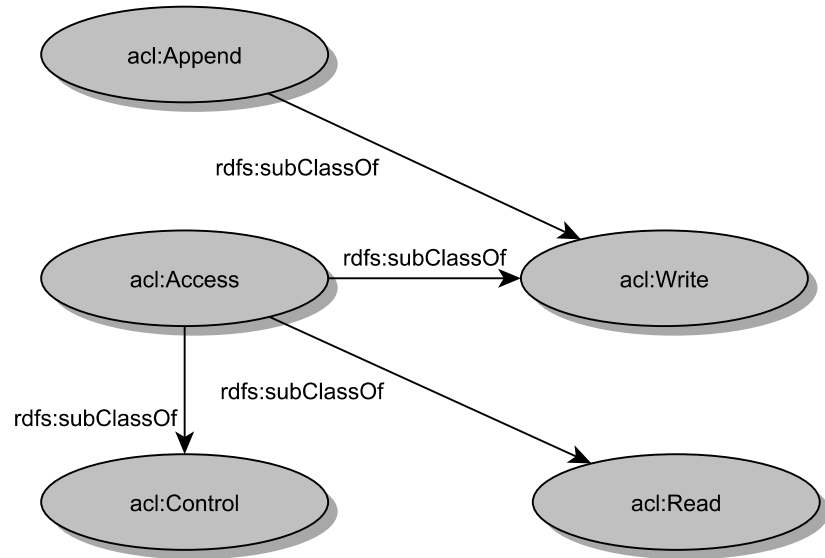 acl:Append
rdfs:subClassOf
rdfs:subClassOf
acl:Access
acl:Write
rdfs:subClassOf
rdfs:subClassOf
acl:Control
acl:Read